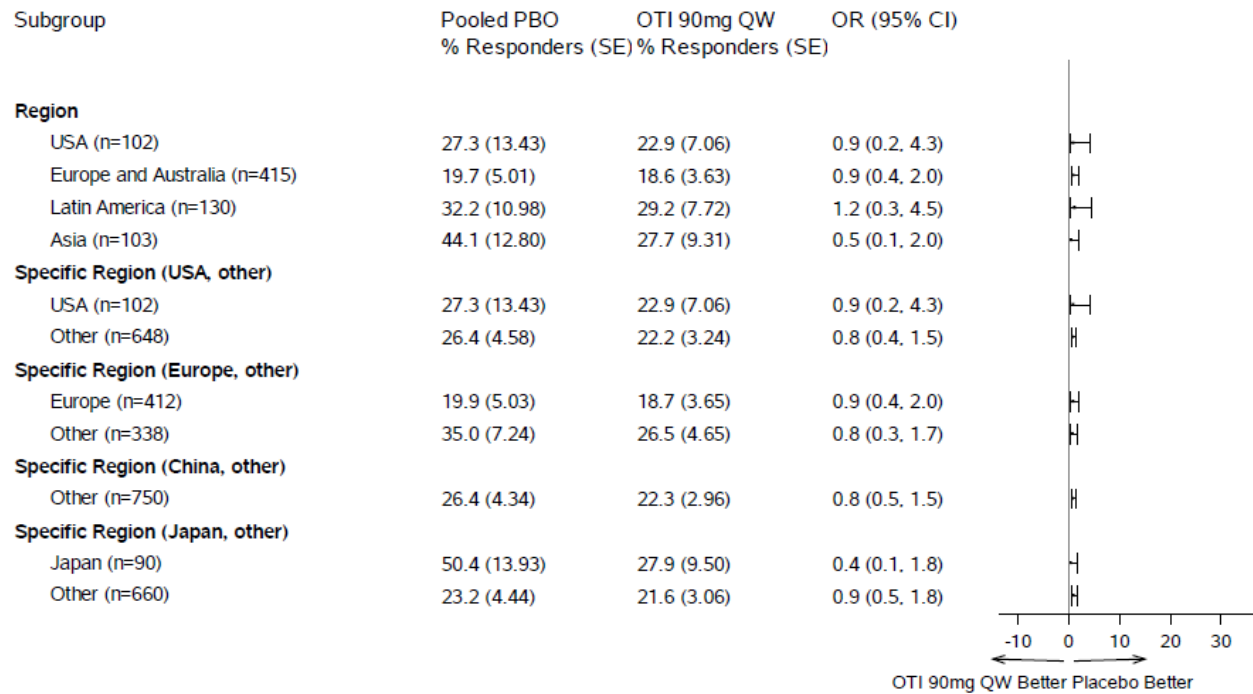 Subgroup Pooled PBO OTI 90mg QW OR (95% CI)
% Responders (SE) % Responders (SE)
Region
USA (n=102) 27.3 (13.43) 22.9 (7.06) 0.9 (0.2, 4.3)
Europe and Australia (n=415) 19.7 (5.01) 18.6 (3.63) 0.9 (0.4, 2.0)
Latin America (n=130) 32.2 (10.98) 29.2 (7.72) 1.2 (0.3, 4.5)
Asia (n=103) 44.1 (12.80) 27.7 (9.31) 0.5 (0.1, 2.0)
Specific Region (USA, other)
USA (n=102) 27.3 (13.43) 22.9 (7.06) 0.9 (0.2, 4.3)
Other (n=648) 26.4 (4.58) 22.2 (3.24) 0.8 (0.4, 1.5)
Specific Region (Europe, other)
Europe (n=412) 19.9 (5.03) 18.7 (3.65) 0.9 (0.4, 2.0)
Other (n=338) 35.0 (7.24) 26.5 (4.65) 0.8 (0.3, 1.7)
Specific Region (China, other)
Other (n=750) 26.4 (4.34) 22.3 (2.96) 0.8 (0.5, 1.5)
Specific Region (Japan, other)
Japan (n=90) 50.4 (13.93) 27.9 (9.50) 0.4 (0.1, 1.8)
Other (n=660) 23.2 (4.44) 21.6 (3.06) 0.9 (0.5, 1.8)
-10 0 10 20 30
OTI 90mg QW Better Placebo Better